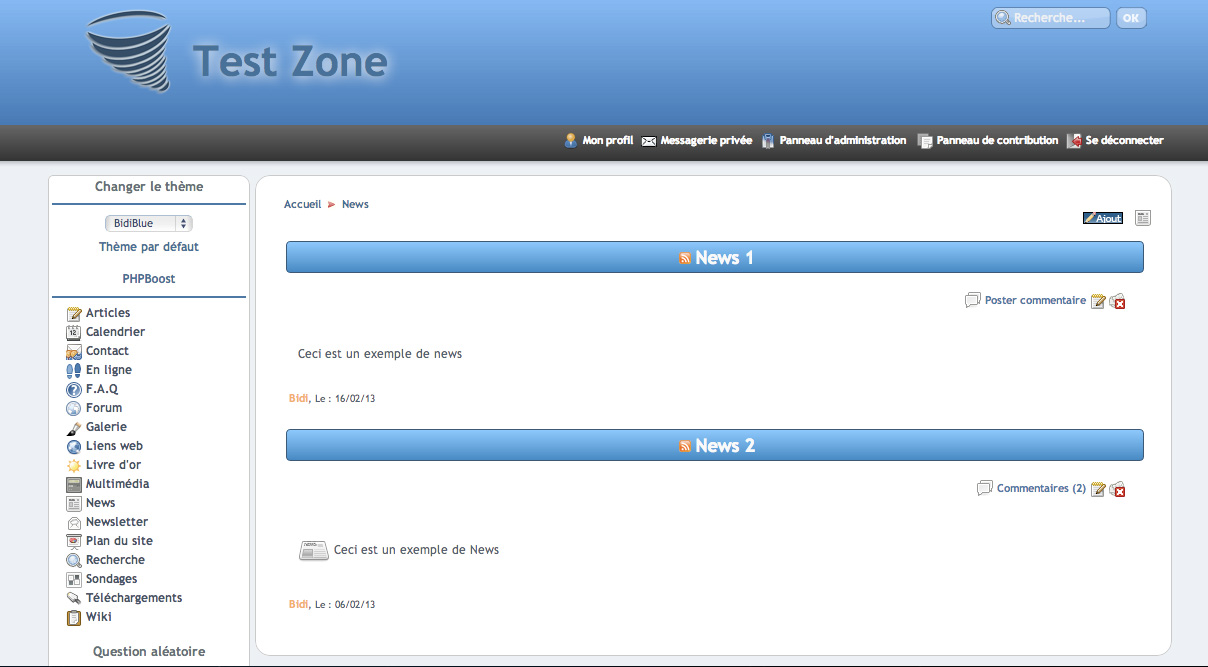 Recherche...
OK
Test Zone
Mon profil
Messagerie privée
Panneau d'administration
Panneau de contribution
Se déconnecter
Changer le thème
BidiBlue
Thème par défaut
PHPBoost
Articles
12
Calendrier
Contact
En ligne
F.A.Q
Forum
Galerie
Liens web
Livre d'or
Multimédia
News
Newsletter
Plan du site
Recherche
Sondages
Téléchargements
Wiki
Question aléatoire
Accueil
News
Ajout
News 1
Poster commentaire
Ceci est un exemple de news
Bidi, Le : 16/02/13
News 2
Commentaires (2)
NEWS
Ceci est un exemple de News
Bidi, Le : 06/02/13